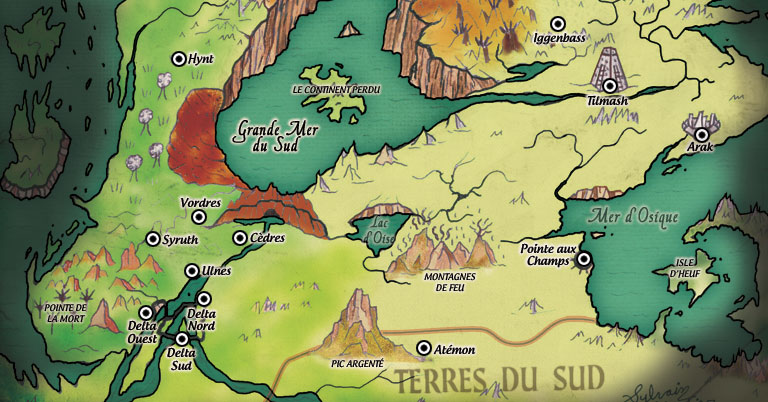 Iggenbass
Hynt
LE CONTINENT PERDU
Tilmash
Grande Mer
du Sud
Arak
Vordres
Mer d'Osique
Lac
d'Oise
Syruth
Cèdres
Pointe aux
Champs
Ulnes
MONTAGNES
DE FEU
ISLE
D'HEUF
POINTE DE
LA MORT
Delta
Ouest
Delta
Nord
Delta
Sud
Atémon
PIC ARGENTÉ
TERRES DU SUD
Sylvain